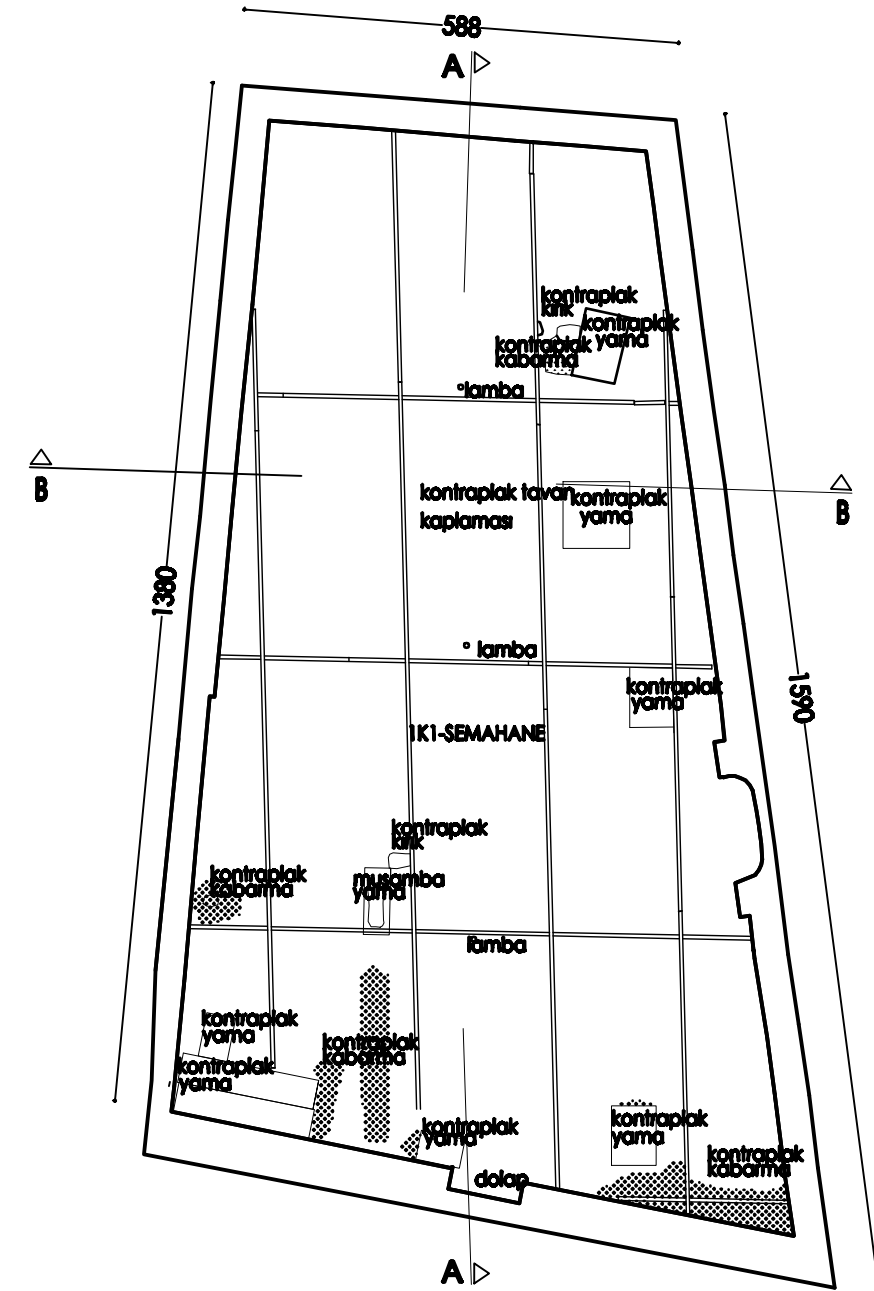 588
A
kontraplak
kırık
kontraplak
yama
kontraplak
kabarma
lamba
B
kontraplak tavan
kaplaması
kontraplak
yama
B
1380
lamba
kontraplak
yama
1590
1K1-SEMAHANE
kontraplak
kırık
kontraplak
kabarma
musamba
yama
lamba
kontraplak
yama
kontraplak
kabarma
kontraplak
yama
kontraplak
yama
kontraplak
yama
kontraplak
kabarma
dolap
A